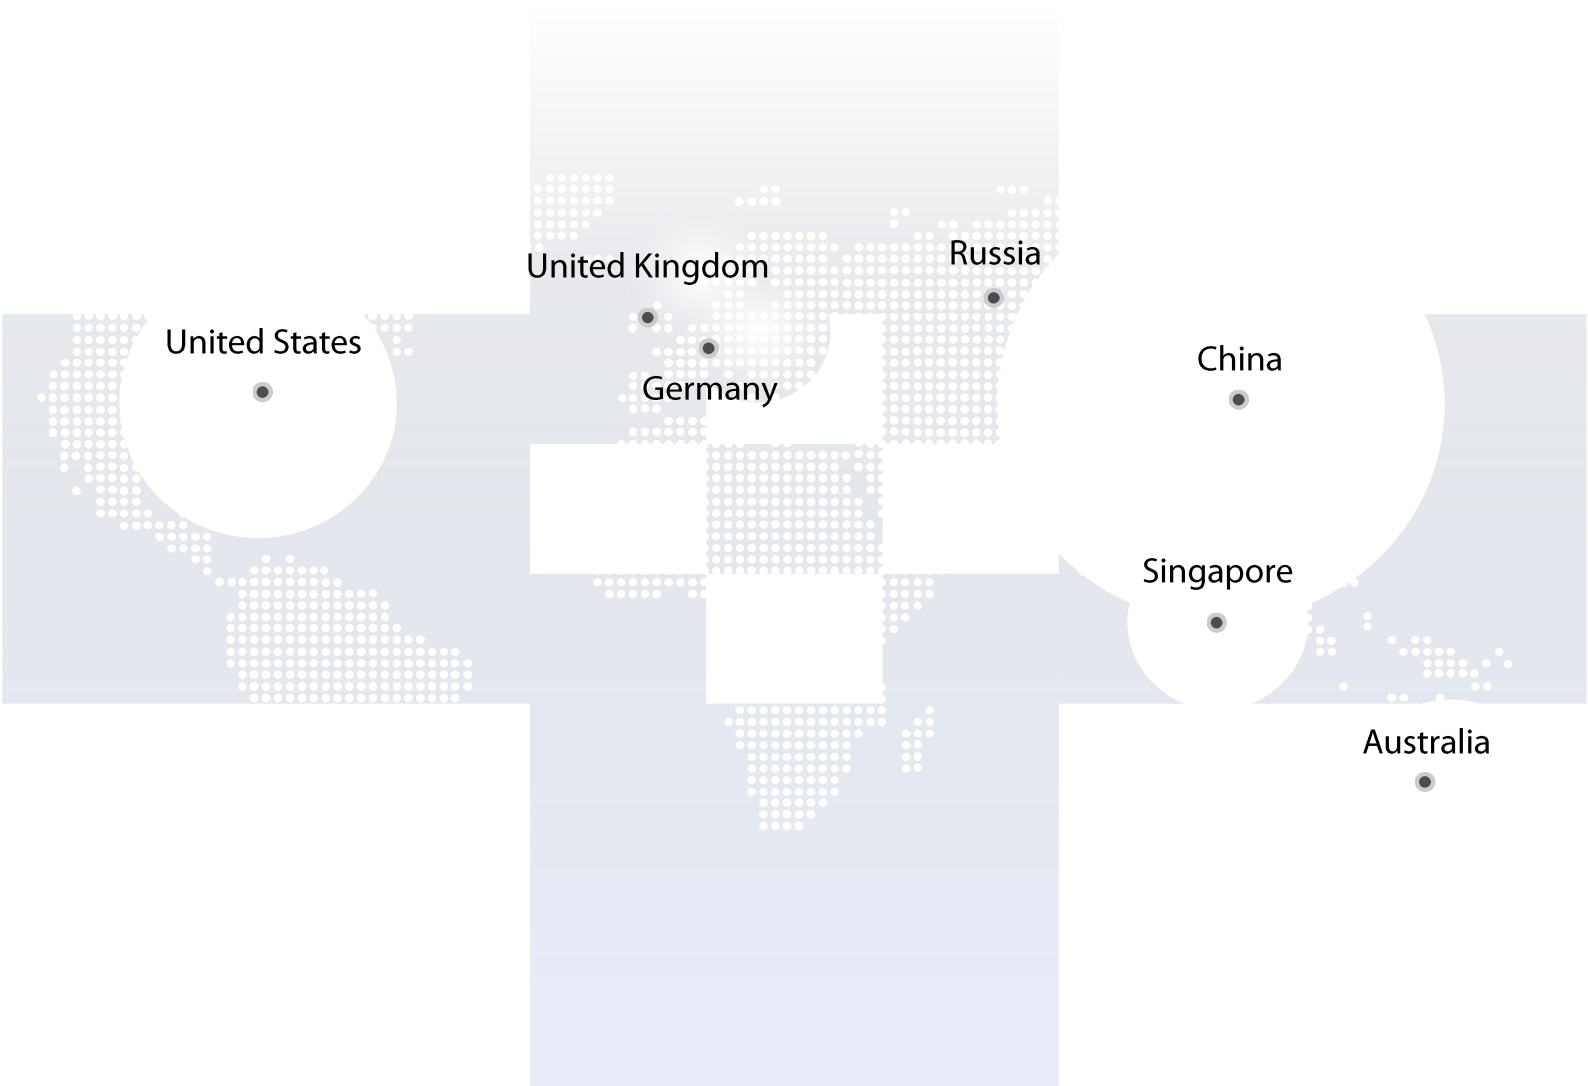 Russia
United Kingdom
United States
China
Germany
Singapore
Australia